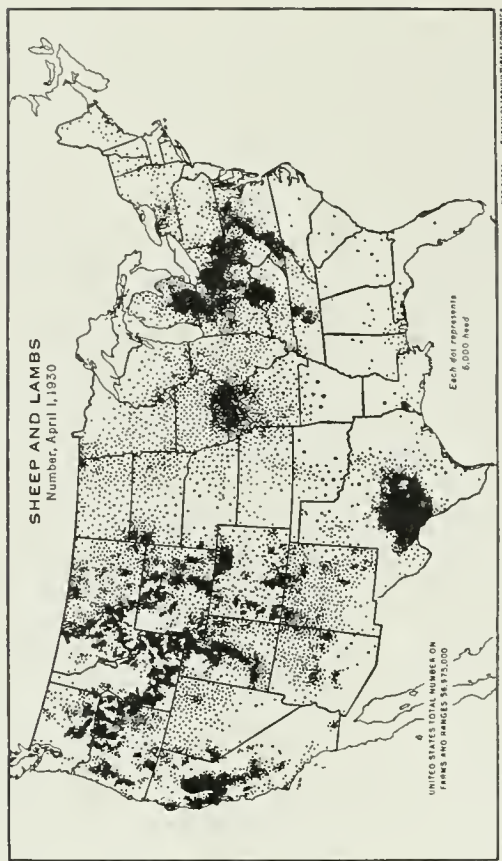 SHEEP AND LAMBS
Number, April 1, 1930
Each dot represents
6,000 head
UNITED STATES TOTAL NUMBER ON
FARMS AND RANGES 56,975,000